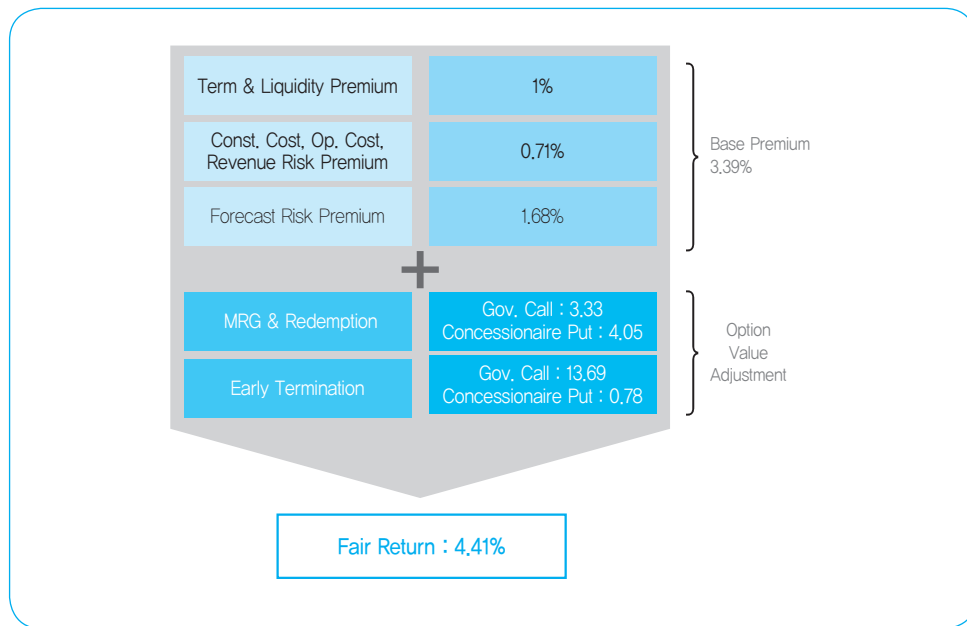 Term & Liquidity Premium
1%
Const. Cost, Op. Cost,
Revenue Risk Premium
0.71%
Forecast Risk Premium
1.68%
Base Premium
3.39%
+
MRG & Redemption
Gov. Call : 3.33
Concessionaire Put : 4.05
Early Termination
Gov. Call : 13.69
Concessionaire Put : 0.78
Option
Value
Adjustment
Fair Return : 4.41%